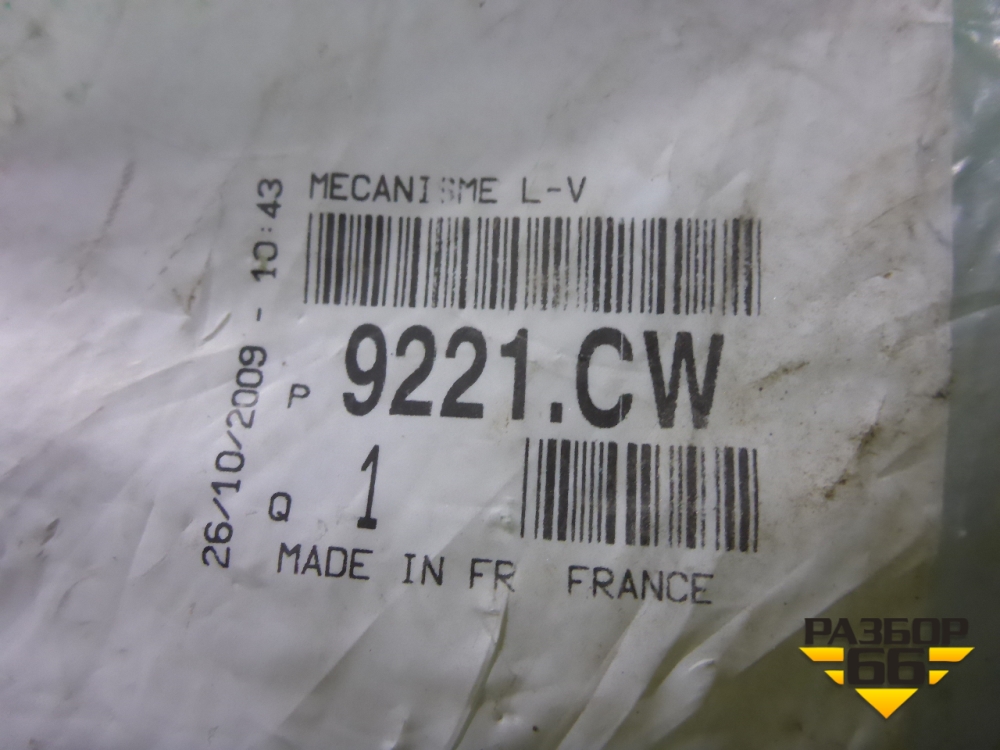 MECANISME L-V
26/10/2009 - 10:43
P 9221.CW
Q 1
MADE IN FR FRANCE
РАЗБОР
66